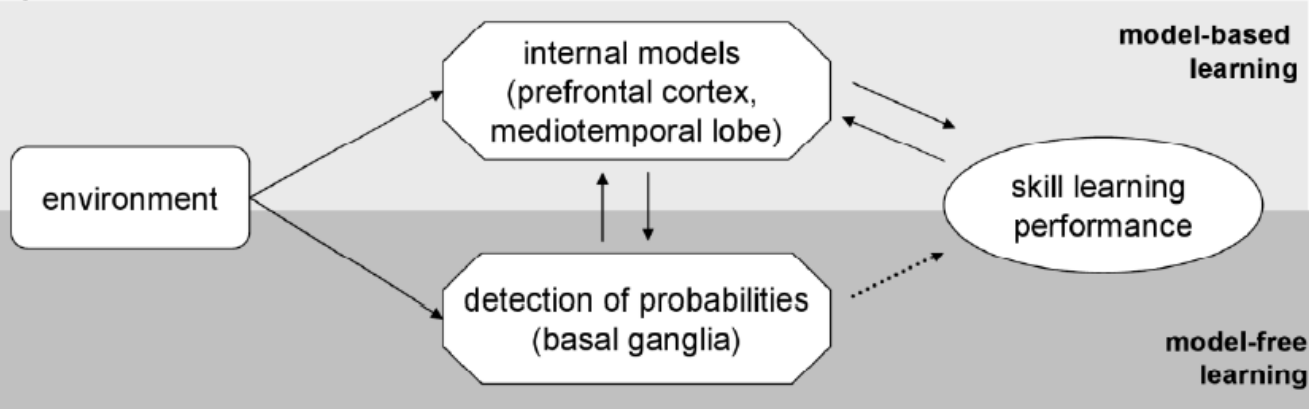 model-based
learning
internal models
(prefrontal cortex,
mediotemporal lobe)
environment
skill learning
performance
detection of probabilities
(basal ganglia)
model-free
learning